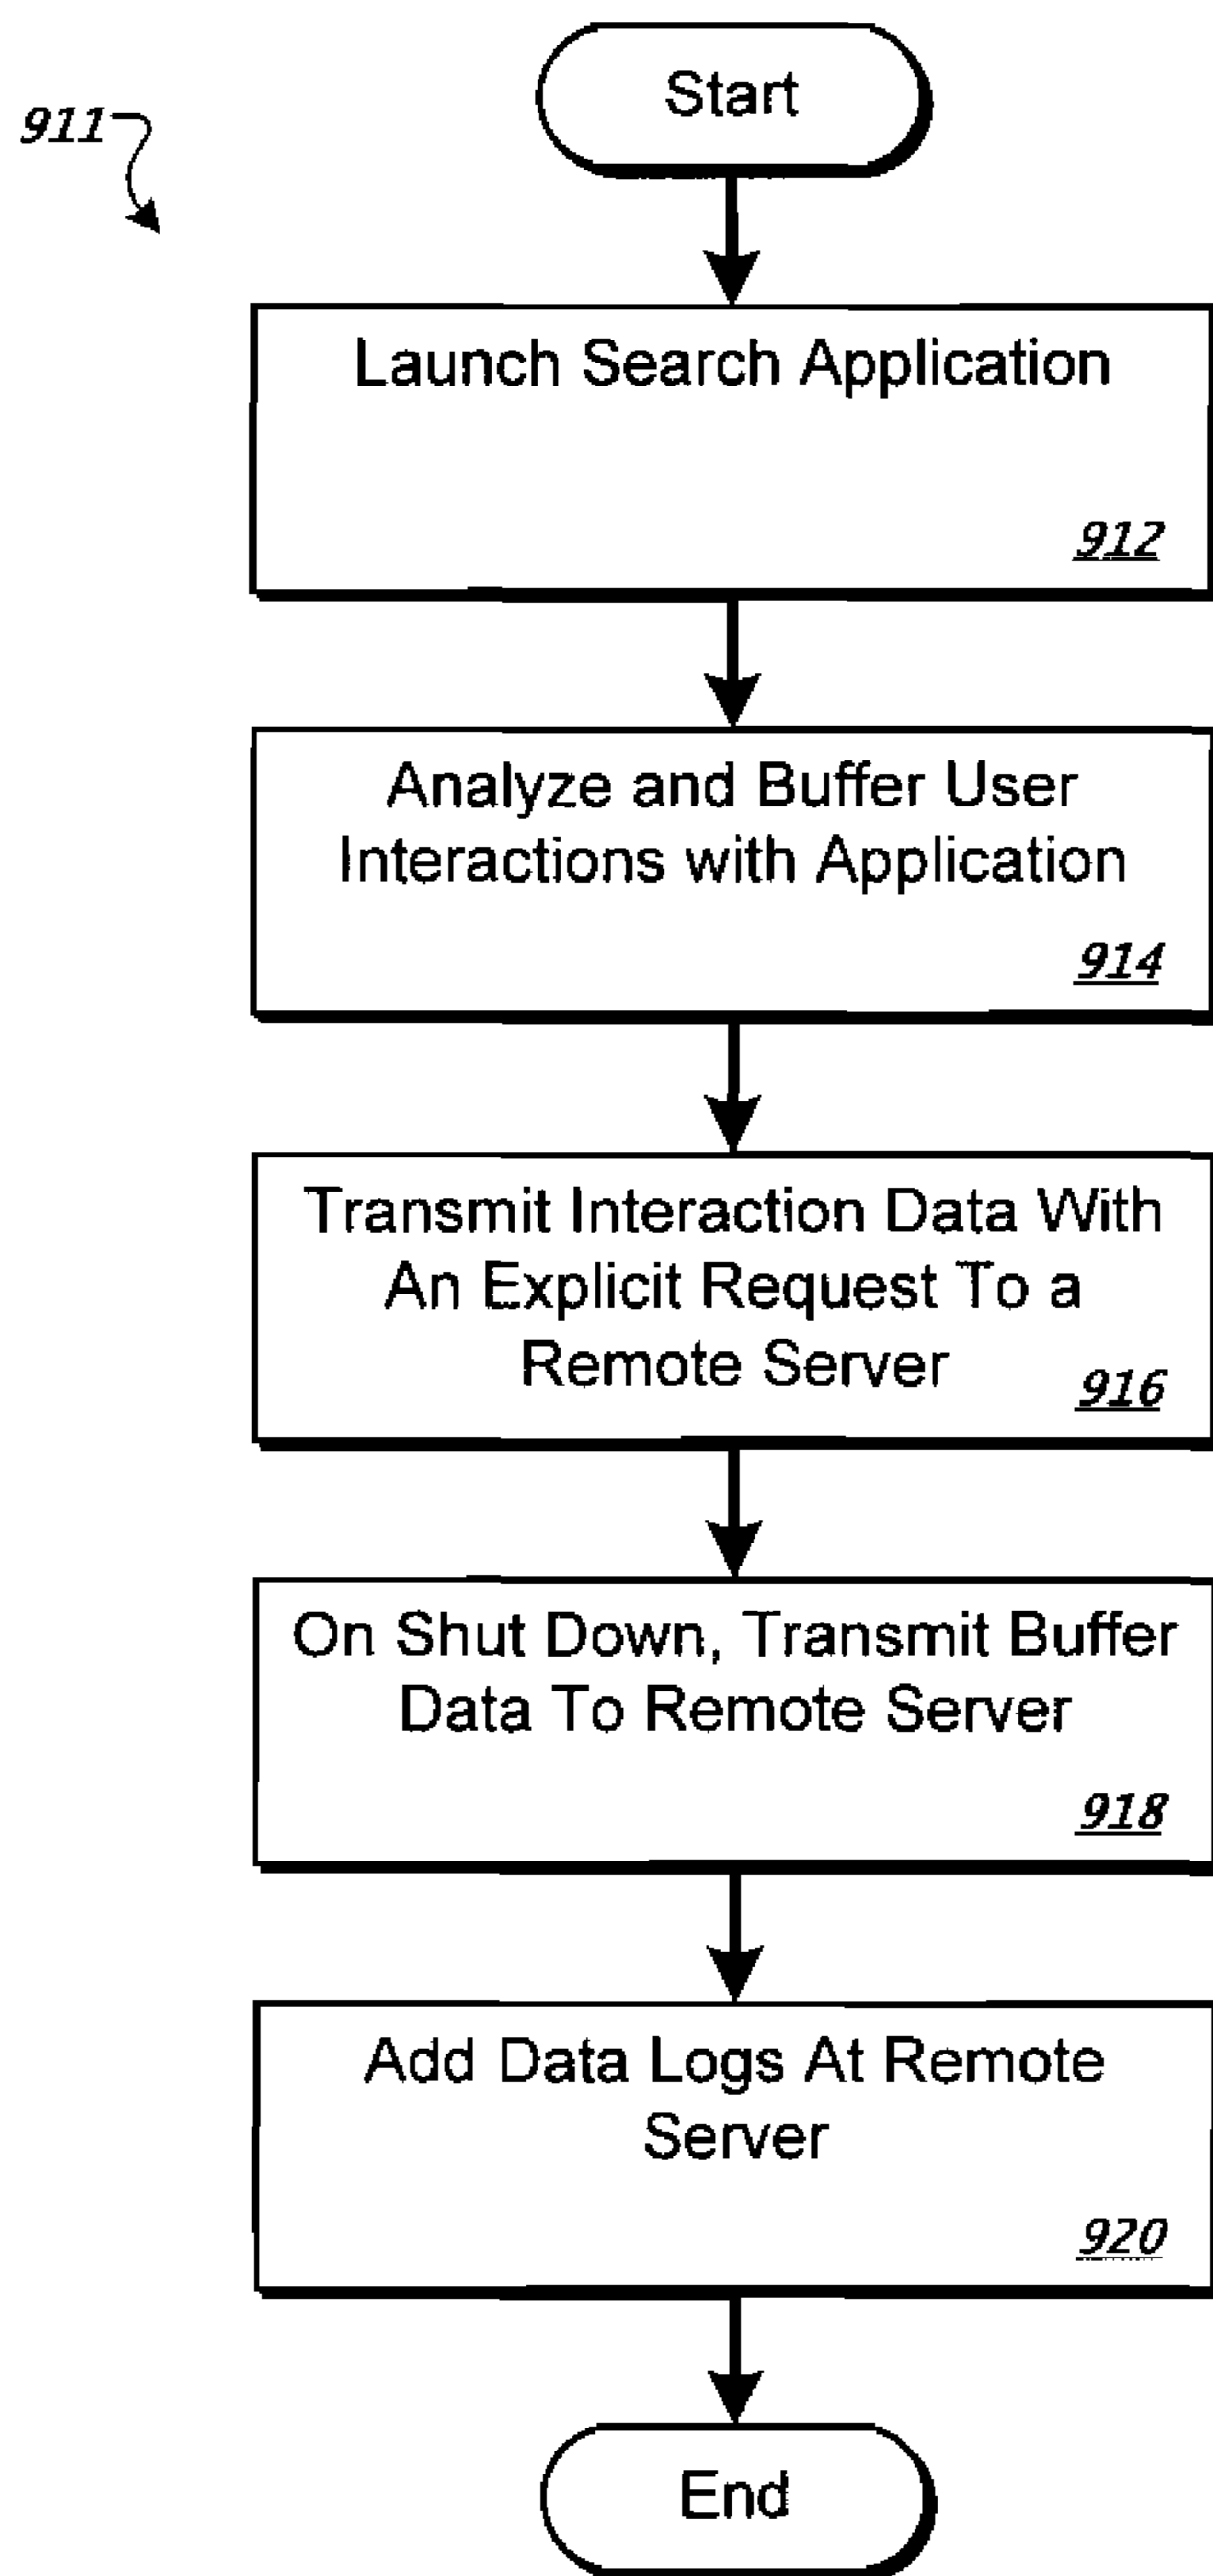 Start
911
Launch Search Application
912
Analyze and Buffer User
Interactions with Application
914
Transmit Interaction Data With
An Explicit Request To a
Remote Server
916
On Shut Down, Transmit Buffer
Data To Remote Server
918
Add Data Logs At Remote
Server
920
End